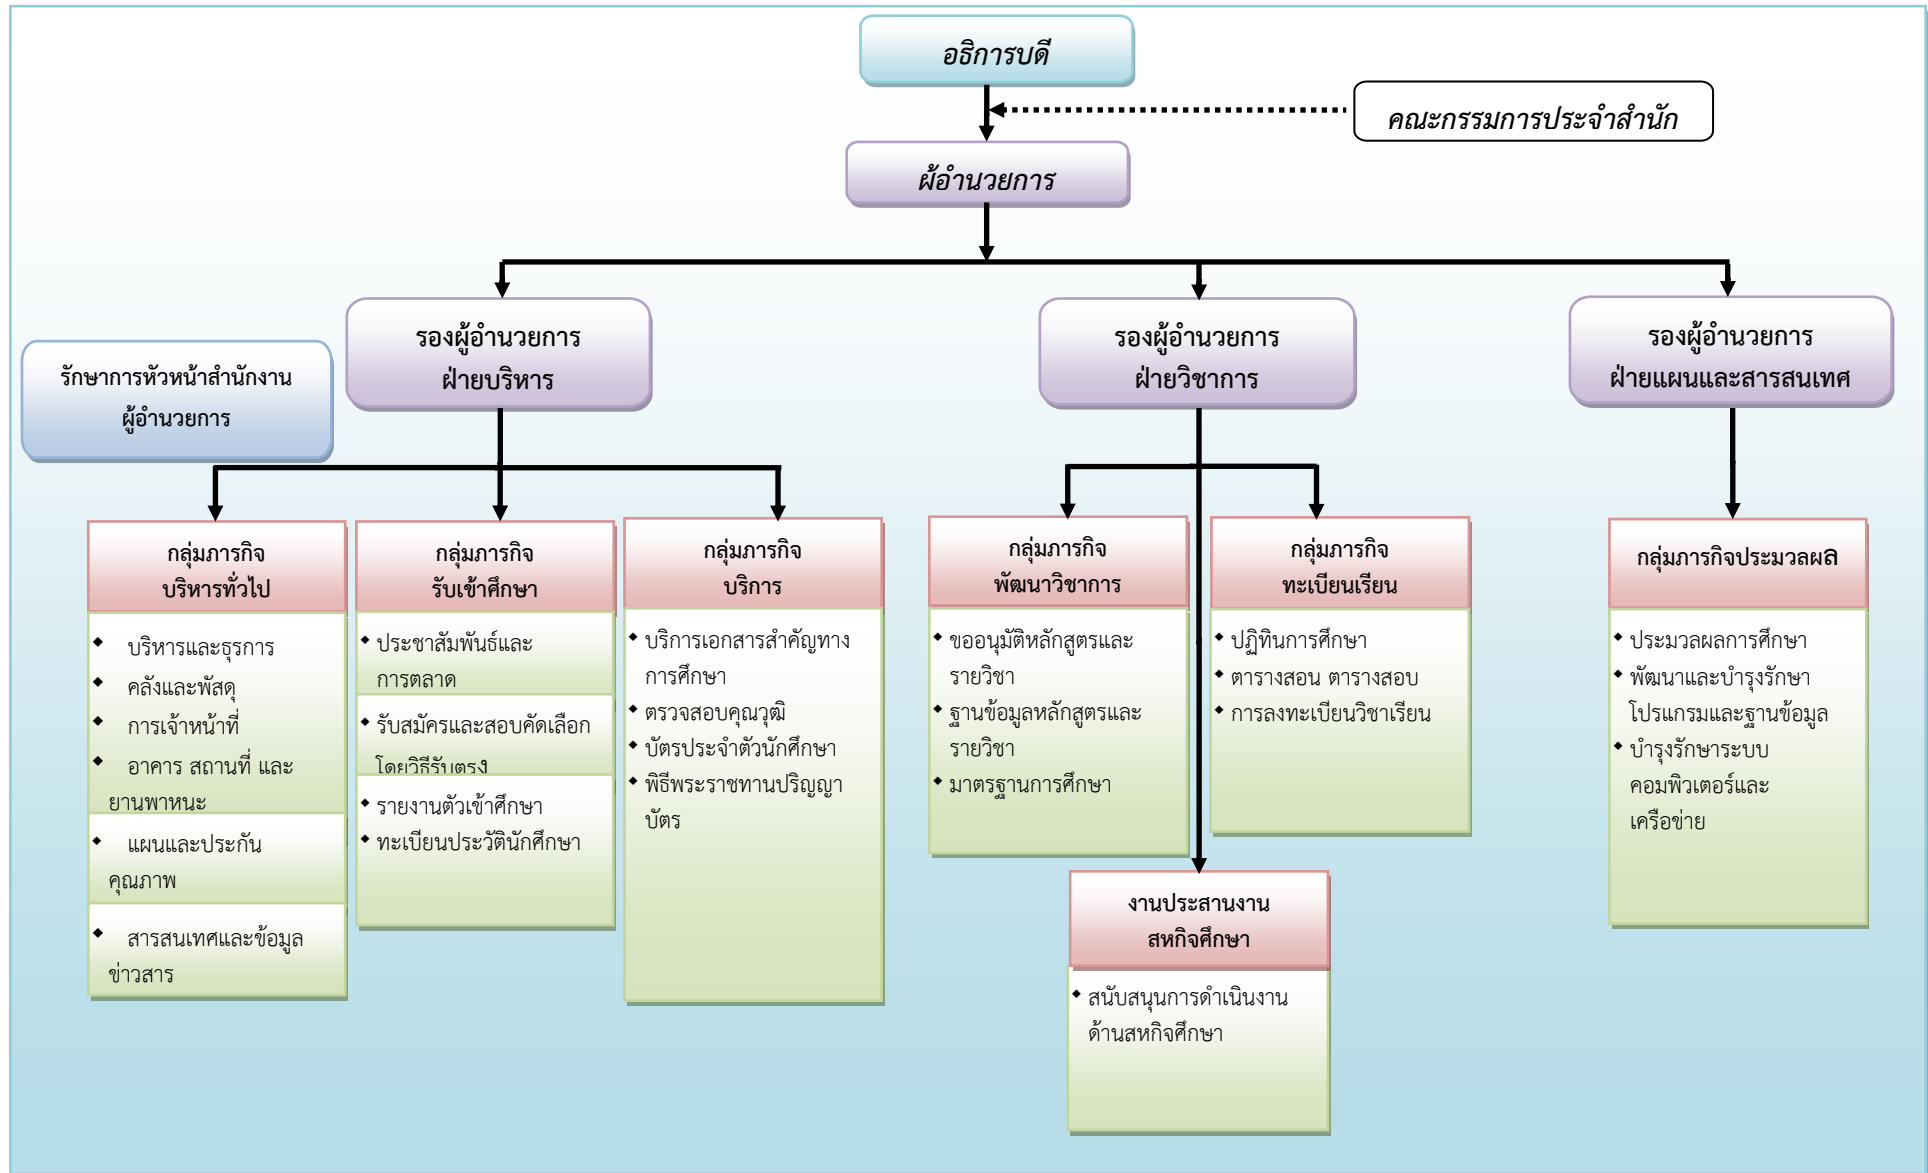 อธิการบดี
คณะกรรมการประจำสำนัก
ผู้อำนวยการ
รองผู้อำนวยการ
ฝ่ายบริหาร
รองผู้อำนวยการ
ฝ่ายวิชาการ
รองผู้อำนวยการ
ฝ่ายแผนและสารสนเทศ
รักษาการหัวหน้าสำนักงาน
ผู้อำนวยการ
กลุ่มภารกิจ
บริหารทั่วไป
◆ บริหารและธุรการ
◆ คลังและพัสดุ
◆ การเจ้าหน้าที่
◆ อาคาร สถานที่ และ
ยานพาหนะ
◆ แผนและประกัน
คุณภาพ
◆ สารสนเทศและข้อมูล
ข่าวสาร
กลุ่มภารกิจ
รับเข้าศึกษา
◆ ประชาสัมพันธ์และ
การตลาด
◆ รับสมัครและสอบคัดเลือก
โดยวิธีรับตรง
◆ รายงานตัวเข้าศึกษา
◆ ทะเบียนประวัตินักศึกษา
กลุ่มภารกิจ
บริการ
◆ บริการเอกสารสำคัญทาง
การศึกษา
◆ ตรวจสอบคุณวุฒิ
◆ บัตรประจำตัวนักศึกษา
◆ พิธีพระราชทานปริญญา
บัตร
กลุ่มภารกิจ
พัฒนาวิชาการ
◆ ขออนุมัติหลักสูตรและ
รายวิชา
◆ ฐานข้อมูลหลักสูตรและ
รายวิชา
◆ มาตรฐานการศึกษา
กลุ่มภารกิจ
ทะเบียนเรียน
◆ ปฏิทินการศึกษา
◆ ตารางสอน ตารางสอบ
◆ การลงทะเบียนวิชาเรียน
งานประสานงาน
สหกิจศึกษา
◆ สนับสนุนการดำเนินงาน
ด้านสหกิจศึกษา
กลุ่มภารกิจประมวลผล
◆ ประมวลผลการศึกษา
◆ พัฒนาและบำรุงรักษา
โปรแกรมและฐานข้อมูล
◆ บำรุงรักษาระบบ
คอมพิวเตอร์และ
เครือข่าย